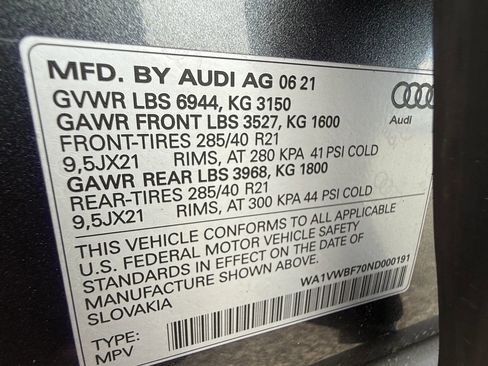 MFD. BY AUDI AG 06 21
GVWR LBS 6944, KG 3150
GAWR FRONT LBS 3527, KG 1600
FRONT-TIRES 285/40 R21
9,5JX21 RIMS, AT 280 KPA 41 PSI COLD
GAWR REAR LBS 3968, KG 1800
REAR-TIRES 285/40 R21
9,5JX21 RIMS, AT 300 KPA 44 PSI COLD
Audi
THIS VEHICLE CONFORMS TO ALL APPLICABLE
U.S. FEDERAL MOTOR VEHICLE SAFETY
STANDARDS IN EFFECT ON THE DATE OF
MANUFACTURE SHOWN ABOVE.
SLOVAKIA
WA1VWBF70ND000191
TYPE:
MPV